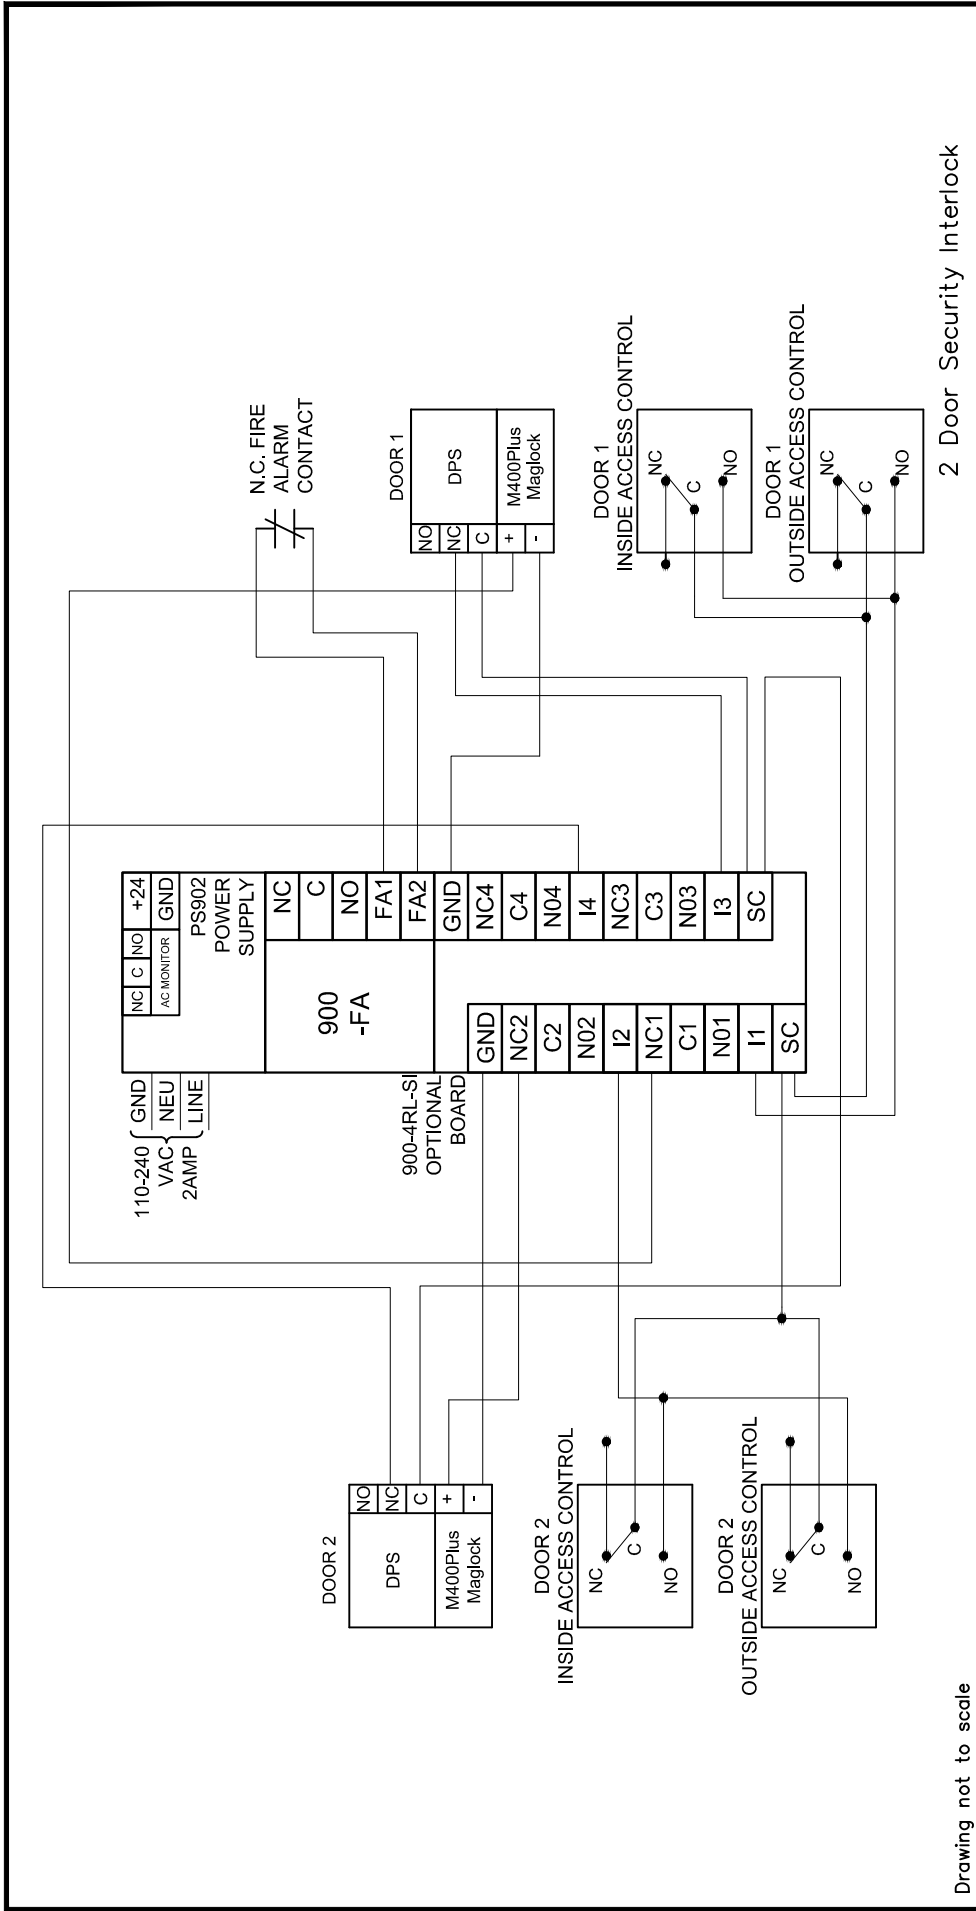 110-240
VAC
2AMP
GND
NEU
LINE
NC C NO +24
AC MONITOR GND
PS902
POWER
SUPPLY
900
-FA
NC
C
NO
FA1
FA2
900-4RL-SI
OPTIONAL
BOARD
GND
NC4
C4
N04
I4
NC3
C3
N03
I3
SC
GND
NC2
C2
N02
I2
NC1
C1
N01
I1
SC
N.C. FIRE
ALARM
CONTACT
DOOR 1
NO
NC
C
+
-
DPS
M400Plus
Maglock
DOOR 1
INSIDE ACCESS CONTROL
NC
C
NO
DOOR 1
OUTSIDE ACCESS CONTROL
NC
C
NO
DOOR 2
DPS
M400Plus
Maglock
NO
NC
C
+
-
DOOR 2
INSIDE ACCESS CONTROL
NC
C
NO
DOOR 2
OUTSIDE ACCESS CONTROL
NC
C
NO
Drawing not to scale
2 Door Security Interlock